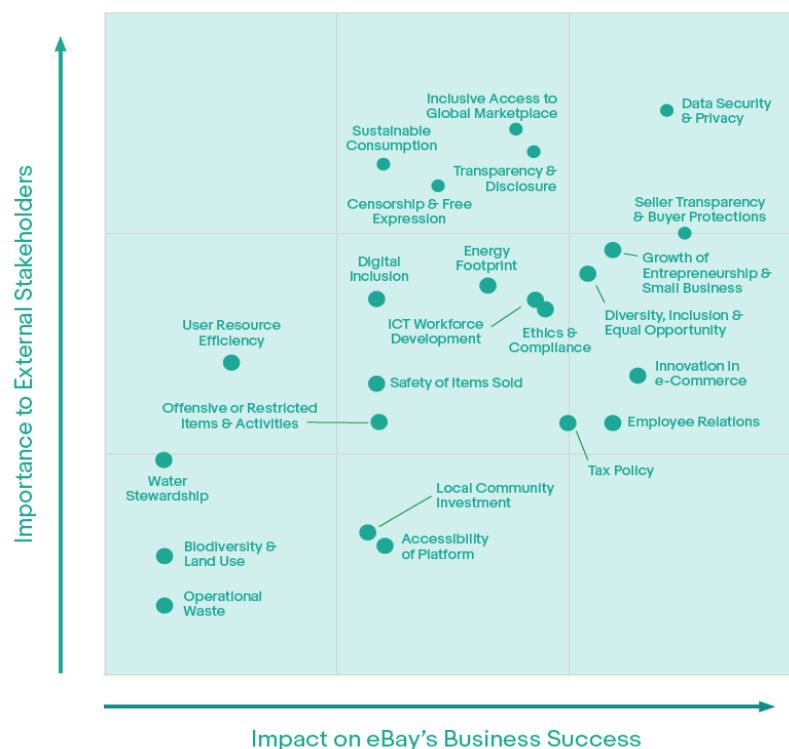 Importance to External Stakeholders
Inclusive Access to
Global Marketplace
Data Security
& Privacy
Sustainable
Consumption
Transparency &
Disclosure
Censorship & Free
Expression
Seller Transparency
& Buyer Protections
Digital
Inclusion
Energy
Footprint
Growth of
Entrepreneurship &
Small Business
User Resource
Efficiency
ICT Workforce
Development
Ethics &
Compliance
Diversity, Inclusion &
Equal Opportunity
Safety of Items Sold
Innovation in
e-Commerce
Offensive or Restricted
Items & Activities
Employee Relations
Tax Policy
Water
Stewardship
Local Community
Investment
Accessibility
of Platform
Biodiversity &
Land Use
Operational
Waste
Impact on eBay's Business Success